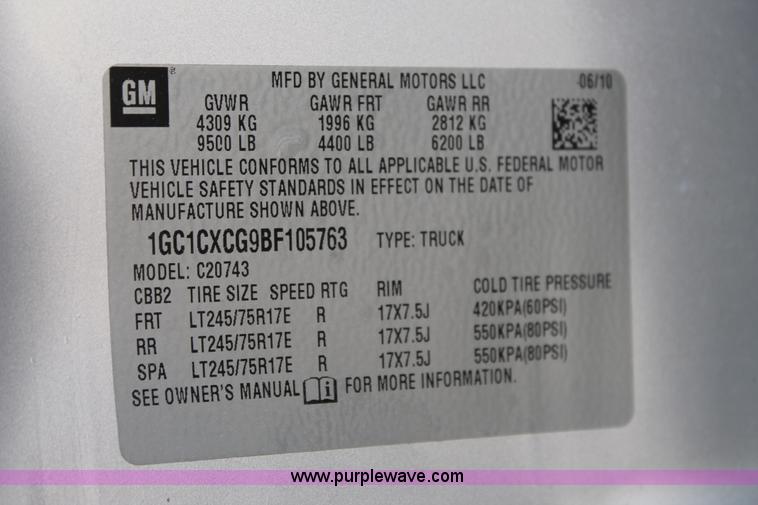 GM MFD BY GENERAL MOTORS LLC 06/10
GVWR GAWR FRT GAWR RR
4309 KG 1996 KG 2812 KG
9500 LB 4400 LB 6200 LB
THIS VEHICLE CONFORMS TO ALL APPLICABLE U.S. FEDERAL MOTOR
VEHICLE SAFETY STANDARDS IN EFFECT ON THE DATE OF
MANUFACTURE SHOWN ABOVE.
1GC1CXCG9BF105763 TYPE: TRUCK
MODEL: C20743
CBB2 TIRE SIZE SPEED RTG RIM COLD TIRE PRESSURE
FRT LT245/75R17E R 17X7.5J 420KPA(60PSI)
RR LT245/75R17E R 17X7.5J 550KPA(80PSI)
SPA LT245/75R17E R 17X7.5J 550KPA(80PSI)
SEE OWNER'S MANUAL i FOR MORE INFORMATION.
www.purplewave.com